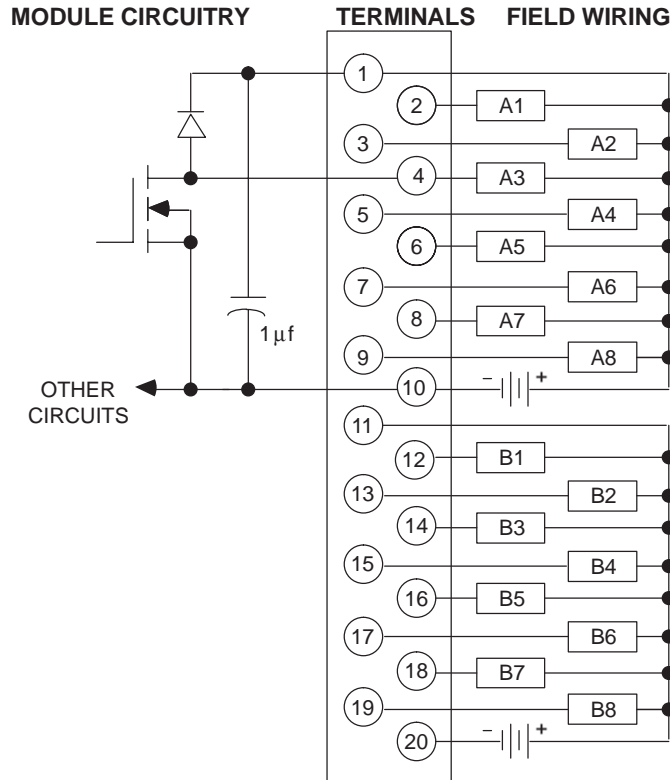 MODULE CIRCUITRY TERMINALS FIELD WIRING
1
2 A1
3 A2
4 A3
5 A4
6 A5
7 A6
1µf
8 A7
9 A8
OTHER
CIRCUITS
10 - +
11
12 B1
13 B2
14 B3
15 B4
16 B5
17 B6
18 B7
19 B8
20 - +